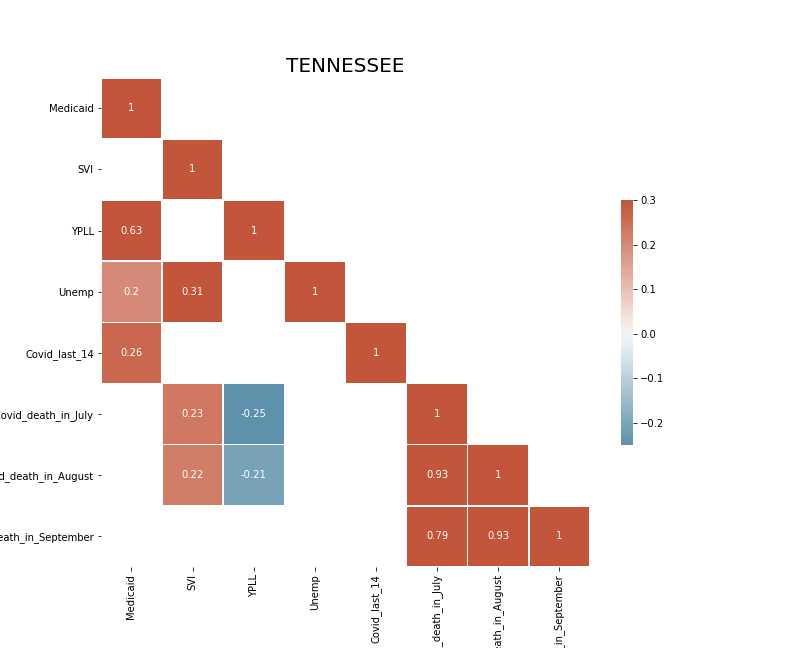 TENNESSEE
Medicaid
1
SVI
1
YPLL
0.63
1
Unemp
0.2
0.31
1
Covid_last_14
0.26
1
ovid_death_in_July
0.23
-0.25
1
d_death_in_August
0.22
-0.21
0.93
1
eath_in_September
0.79
0.93
1
Medicaid
SVI
YPLL
Unemp
Covid_last_14
_death_in_July
eath_in_August
_in_September
0.3
0.2
0.1
0.0
−0.1
−0.2